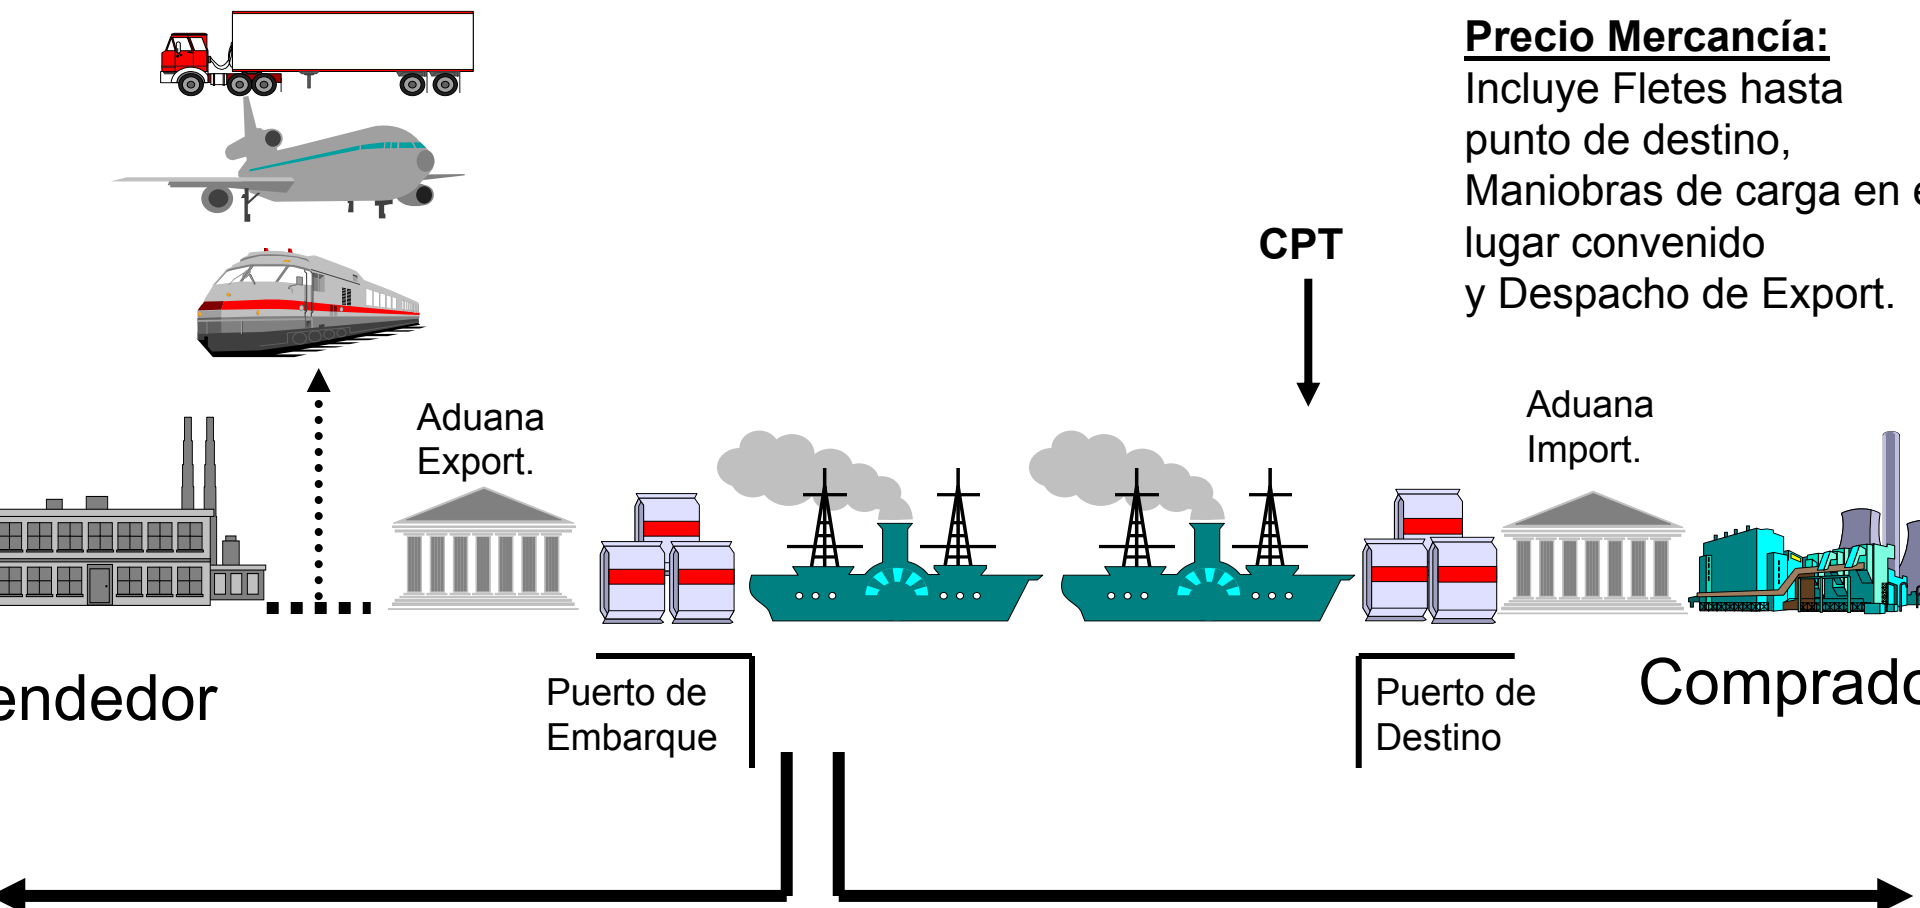 Precio Mercancía:
Incluye Fletes hasta
punto de destino,
Maniobras de carga en e
lugar convenido
y Despacho de Export.
CPT
Aduana
Export.
Aduana
Import.
endedor
Puerto de
Embarque
Puerto de
Destino
Comprado